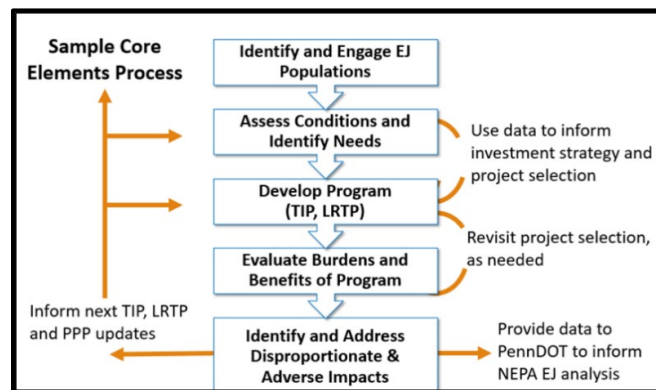 Sample Core
Elements Process
Identify and Engage EJ
Populations
Assess Conditions and
Identify Needs
Use data to inform
investment strategy and
project selection
Develop Program
(TIP, LRTP)
Revisit project selection,
as needed
Evaluate Burdens and
Benefits of Program
Inform next TIP, LRTP
and PPP updates
Identify and Address
Disproportionate &
Adverse Impacts
Provide data to
PennDOT to inform
NEPA EJ analysis